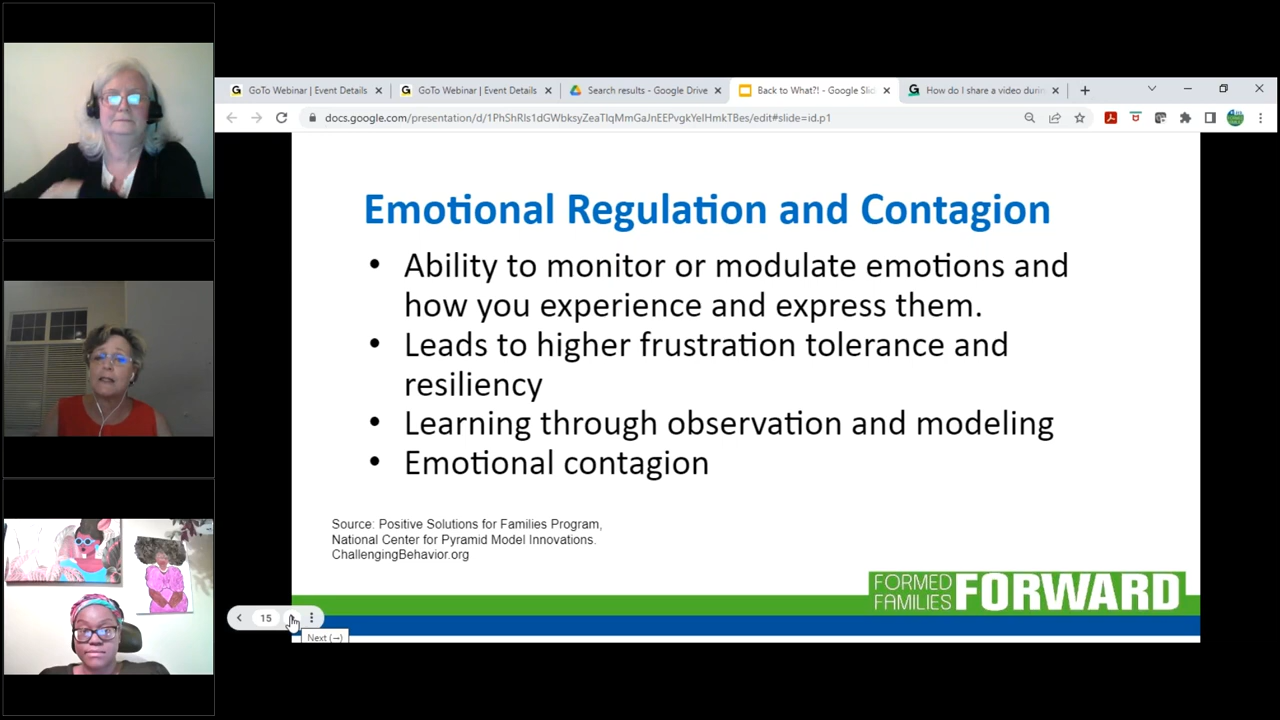 GoTo Webinar | Event Details
GoTo Webinar | Event Details
Search results - Google Drive
Back to What?! - Google Slid
How do I share a video durin
docs.google.com/presentation/d/1PhShRls1dGWbksyZeaTlqMmGaJnEEPvgkYelHmkTBes/edit#slide=id.p1
Emotional Regulation and Contagion
• Ability to monitor or modulate emotions and
how you experience and express them.
• Leads to higher frustration tolerance and
resiliency
• Learning through observation and modeling
• Emotional contagion
Source: Positive Solutions for Families Program,
National Center for Pyramid Model Innovations.
ChallengingBehavior.org
FORMED
FAMILIES
FORWARD
15
Next (→)